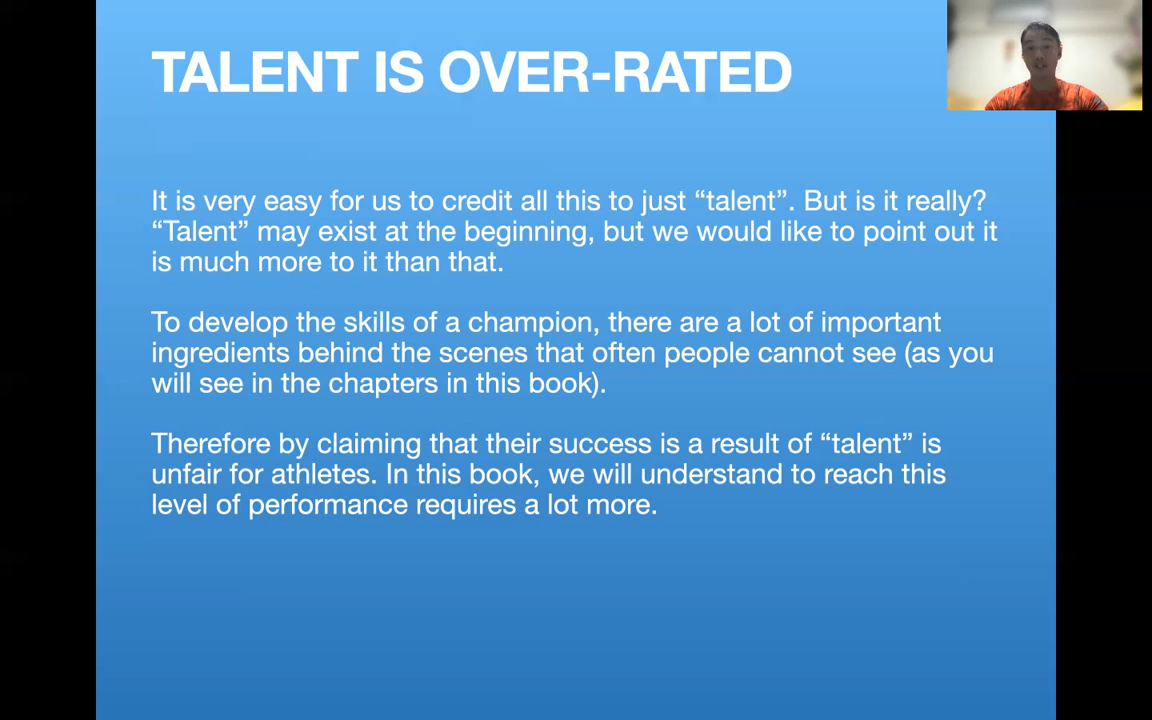 TALENT IS OVER-RATED
It is very easy for us to credit all this to just “talent”. But is it really?
“Talent” may exist at the beginning, but we would like to point out it
is much more to it than that.
To develop the skills of a champion, there are a lot of important
ingredients behind the scenes that often people cannot see (as you
will see in the chapters in this book).
Therefore by claiming that their success is a result of “talent” is
unfair for athletes. In this book, we will understand to reach this
level of performance requires a lot more.